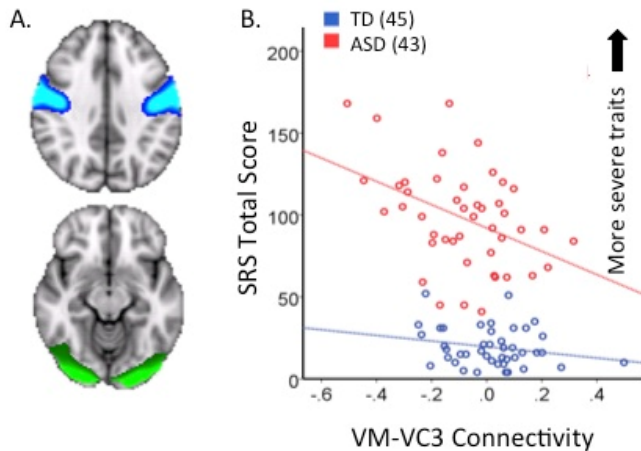 A.
B.
TD (45)
ASD (43)
More severe traits
SRS Total Score
200
150
100
50
0
-.6
-.4
-.2
.0
.2
.4
VM-VC3 Connectivity